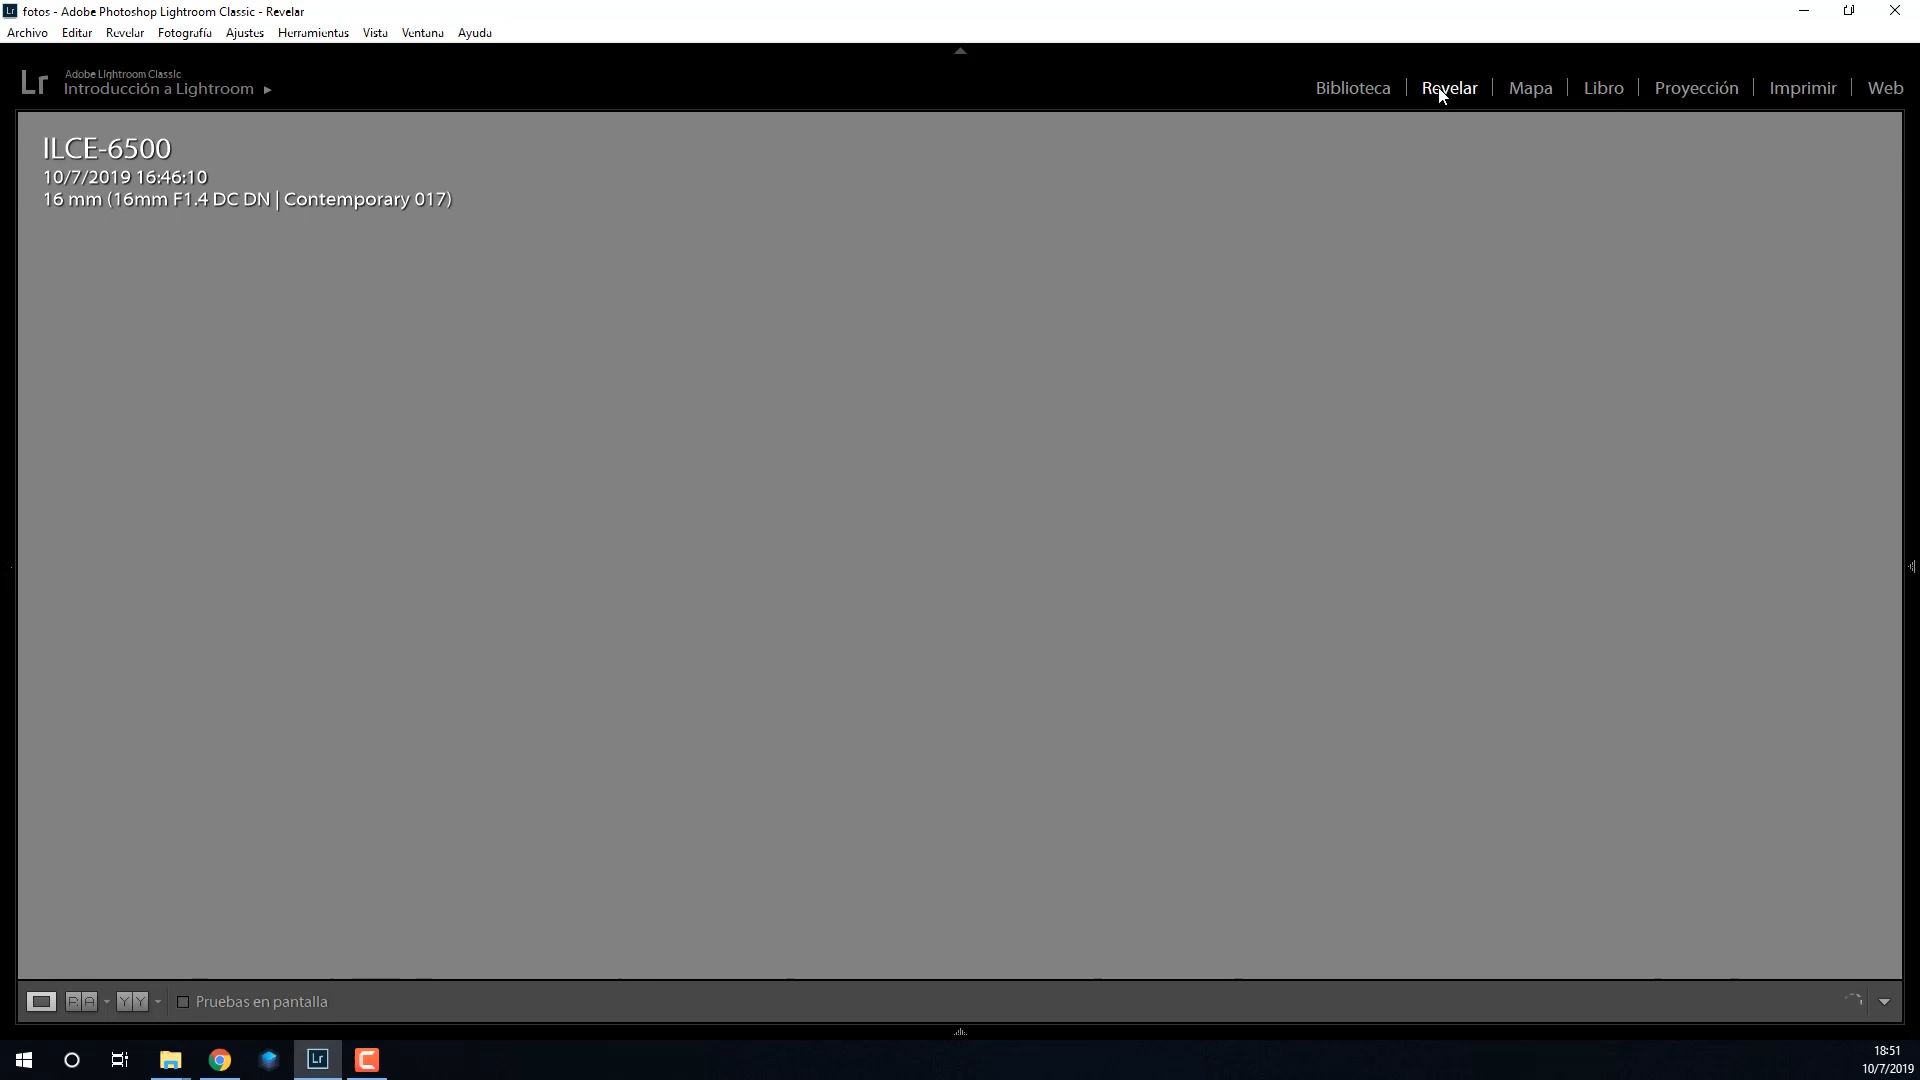 Lr fotos - Adobe Photoshop Lightroom Classic - Revelar
Archivo Editar Revelar Fotografía Ajustes Herramientas Vista Ventana Ayuda
Lr Adobe Lightroom Classic
Introducción a Lightroom
Biblioteca | Revelar | Mapa | Libro | Proyección | Imprimir | Web
ILCE-6500
10/7/2019 16:46:10
16 mm (16mm F1.4 DC DN | Contemporary 017)
R A Y Y Pruebas en pantalla
Lr
18:51
10/7/2019